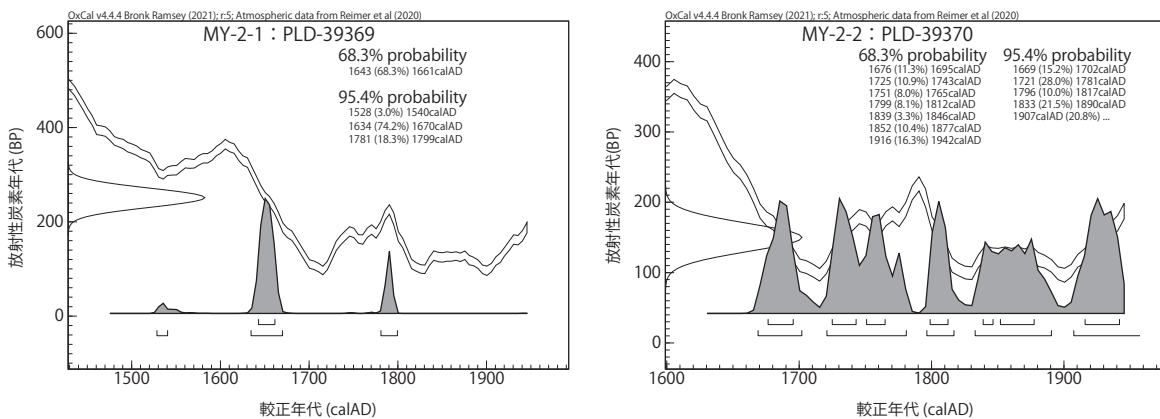 OxCal v4.4.4 Bronk Ramsey (2021); r:5; Atmospheric data from Reimer et al (2020)
MY-2-1：PLD-39369
68.3% probability
1643 (68.3%) 1661calAD
95.4% probability
1528 (3.0%) 1540calAD
1634 (74.2%) 1670calAD
1781 (18.3%) 1799calAD
放射性炭素年代 (BP)
600
400
200
0
1500 1600 1700 1800 1900
較正年代 (calAD)
OxCal v4.4.4 Bronk Ramsey (2021); r:5; Atmospheric data from Reimer et al (2020)
MY-2-2：PLD-39370
68.3% probability
1676 (11.3%) 1695calAD
1725 (10.9%) 1743calAD
1751 (8.0%) 1765calAD
1799 (8.1%) 1812calAD
1839 (3.3%) 1846calAD
1852 (10.4%) 1877calAD
1916 (16.3%) 1942calAD
95.4% probability
1669 (15.2%) 1702calAD
1721 (28.0%) 1781calAD
1796 (10.0%) 1817calAD
1833 (21.5%) 1890calAD
1907calAD (20.8%) ...
放射性炭素年代(BP)
400
300
200
100
0
1600 1700 1800 1900
較正年代 (calAD)